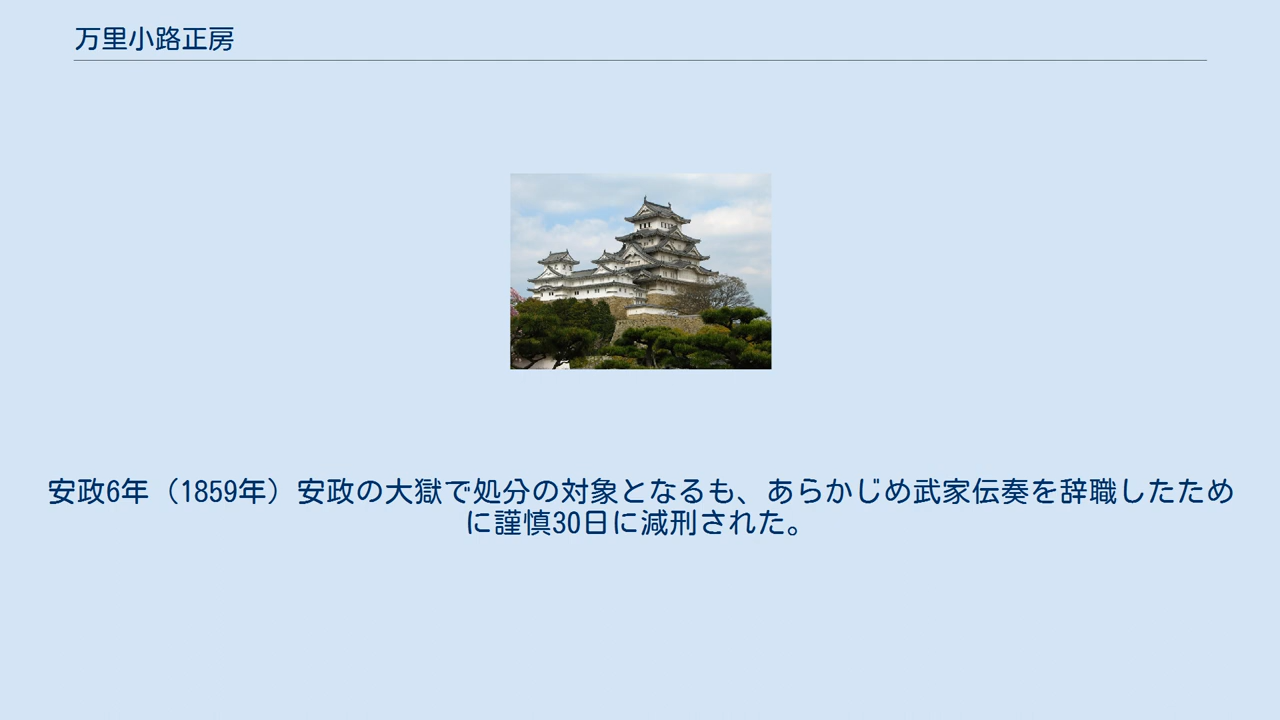 万里小路正房
安政6年（1859年）安政の大獄で処分の対象となるも、あらかじめ武家伝奏を辞職したため
に謹慎30日に減刑された。